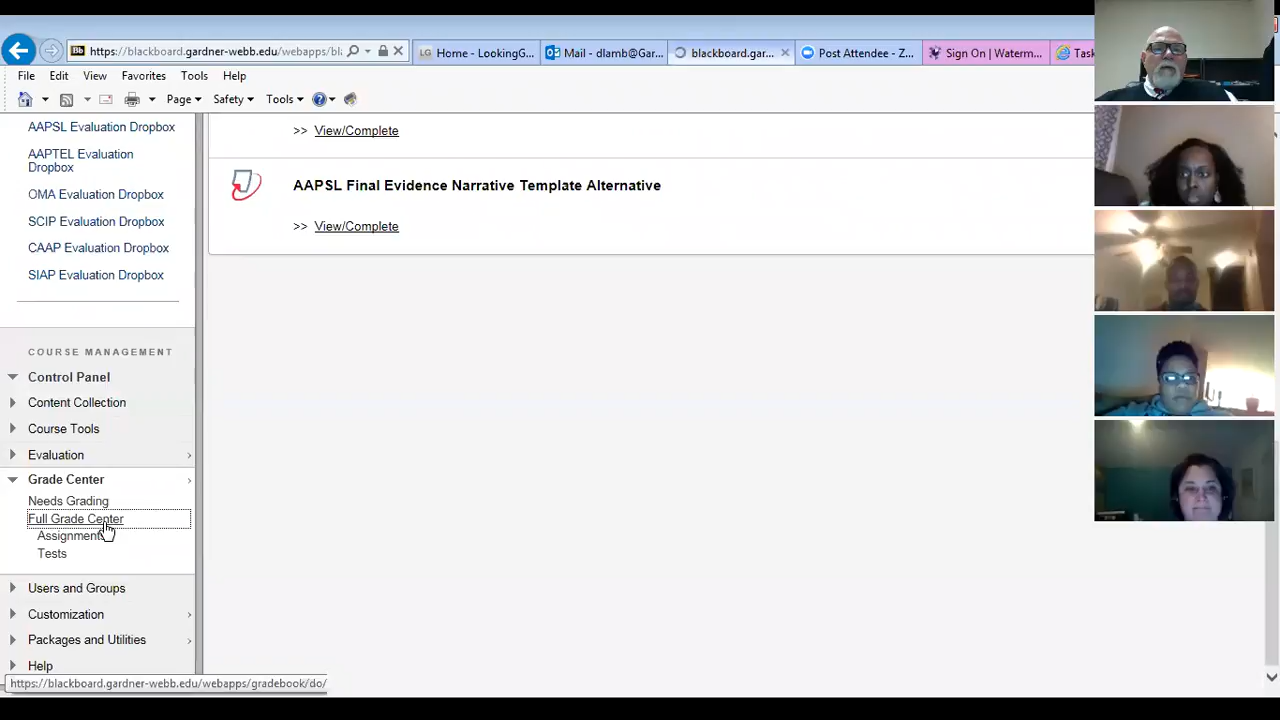 https://blackboard.gardner-webb.edu/webapps/bl
Home - LookingG...
Mail - dlamb@Gar...
blackboard.gar...
Post Attendee - Z...
Sign On | Waterm...
Task
File Edit View Favorites Tools Help
Page Safety Tools
AAPSL Evaluation Dropbox
AAPTEL Evaluation
Dropbox
OMA Evaluation Dropbox
SCIP Evaluation Dropbox
CAAP Evaluation Dropbox
SIAP Evaluation Dropbox
COURSE MANAGEMENT
Control Panel
Content Collection
Course Tools
Evaluation
Grade Center
Needs Grading
Full Grade Center
Assignments
Tests
Users and Groups
Customization
Packages and Utilities
Help
https://blackboard.gardner-webb.edu/webapps/gradebook/do/
>> View/Complete
AAPSL Final Evidence Narrative Template Alternative
>> View/Complete